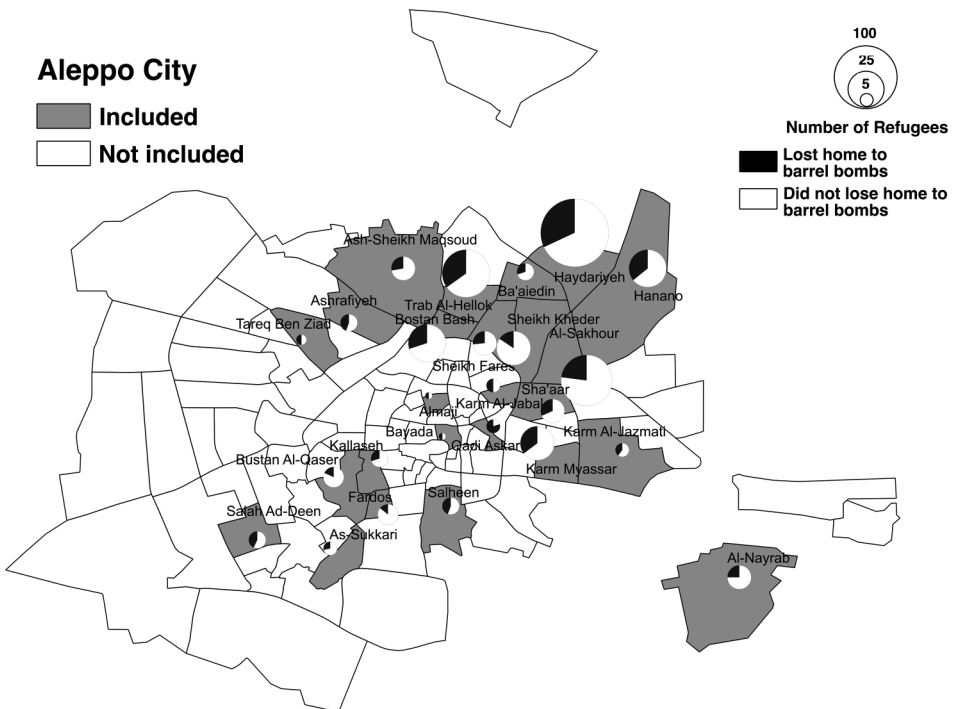 Aleppo City
Included
Not included
100
25
5
Number of Refugees
Lost home to
barrel bombs
Did not lose home to
barrel bombs
Ash-Sheikh Maqsoud
Haydariyeh
Ba'aiedin
Hanano
Ashrafiyeh
Trab Al-Hellok
Tareq Ben Ziad
Bostan Bash
Sheikh Kheder
Al-Sakhour
Sheikh Fares
Sha'aar
Almaji
Karm Al-Jabal
Bayada
Qadi Askar
Karm Al-Jazmati
Kallaseh
Bustan Al-Qaser
Karm Myassar
Fardos
Salheen
Salah Ad-Deen
As-Sukkari
Al-Nayrab